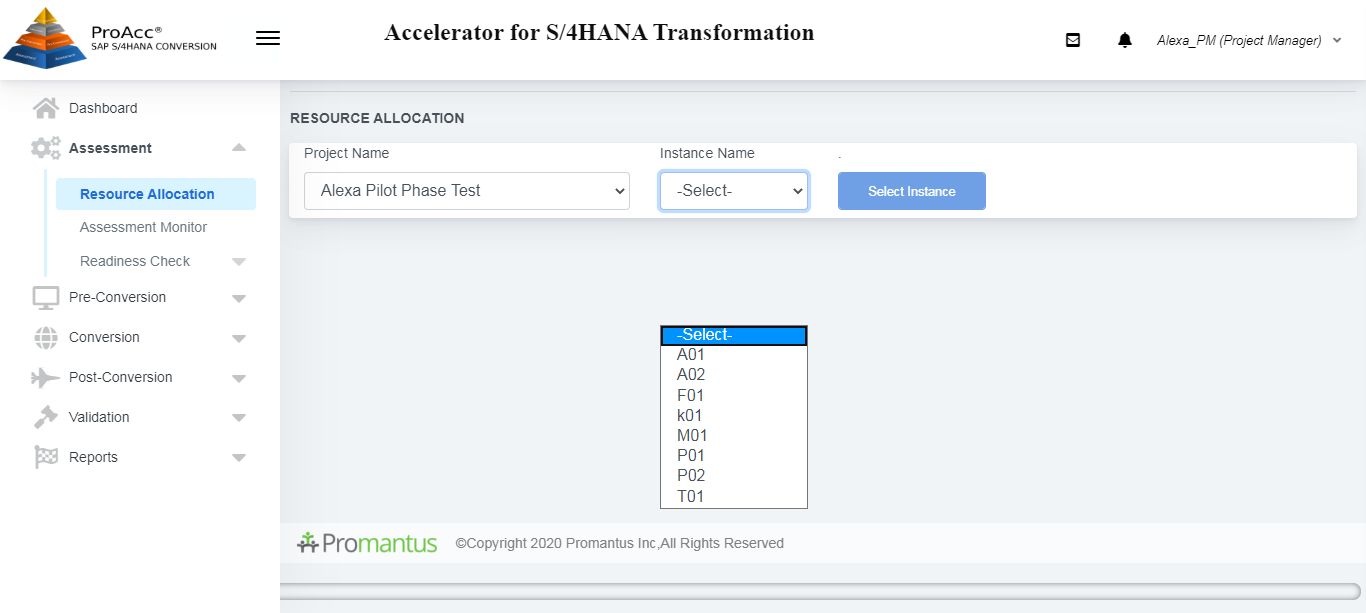 ProAcc®
SAP S/4HANA CONVERSION
Accelerator for S/4HANA Transformation
Alexa_PM (Project Manager)
Dashboard
Assessment
Resource Allocation
Assessment Monitor
Readiness Check
Pre-Conversion
Conversion
Post-Conversion
Validation
Reports
RESOURCE ALLOCATION
Project Name
Instance Name
.
Alexa Pilot Phase Test
-Select-
Select Instance
-Select-
A01
A02
F01
k01
M01
P01
P02
T01
Promantus
©Copyright 2020 Promantus Inc,All Rights Reserved